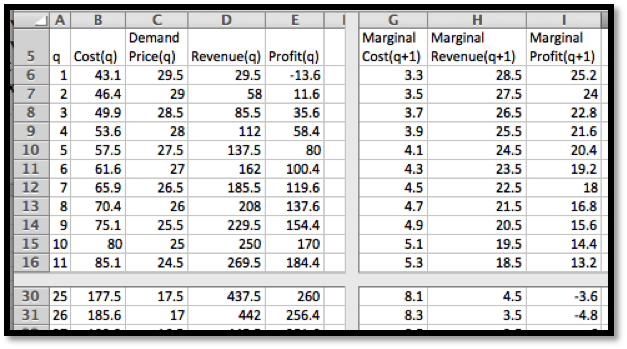 A B C D E I G H I
Demand Marginal Marginal Marginal
5 q Cost(q) Price(q) Revenue(q) Profit(q) Cost(q+1) Revenue(q+1) Profit(q+1)
6 1 43.1 29.5 29.5 -13.6 3.3 28.5 25.2
7 2 46.4 29 58 11.6 3.5 27.5 24
8 3 49.9 28.5 85.5 35.6 3.7 26.5 22.8
9 4 53.6 28 112 58.4 3.9 25.5 21.6
10 5 57.5 27.5 137.5 80 4.1 24.5 20.4
11 6 61.6 27 162 100.4 4.3 23.5 19.2
12 7 65.9 26.5 185.5 119.6 4.5 22.5 18
13 8 70.4 26 208 137.6 4.7 21.5 16.8
14 9 75.1 25.5 229.5 154.4 4.9 20.5 15.6
15 10 80 25 250 170 5.1 19.5 14.4
16 11 85.1 24.5 269.5 184.4 5.3 18.5 13.2
30 25 177.5 17.5 437.5 260 8.1 4.5 -3.6
31 26 185.6 17 442 256.4 8.3 3.5 -4.8